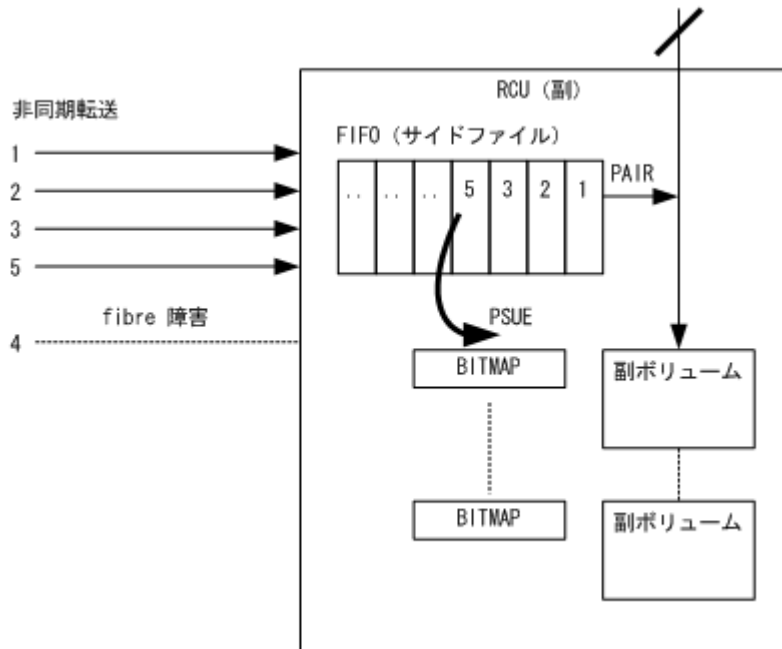 RCU (副)
非同期転送
FIFO (サイドファイル)
1
2
3
5
.. .. .. 5 3 2 1
PAIR
fibre 障害
4
PSUE
BITMAP
副ボリューム
BITMAP
副ボリューム